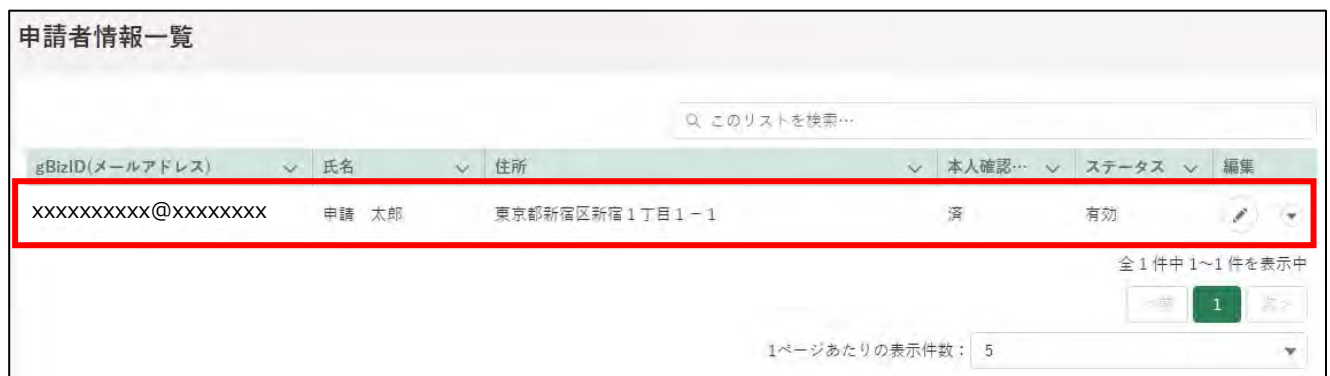 申請者情報一覧
このリストを検索…
gBizID(メールアドレス) 氏名 住所 本人確認… ステータス 編集
xxxxxxxxxx@xxxxxxxx 申請 太郎 東京都新宿区新宿1丁目1-1 済 有効
全1件中1~1件を表示中
<前 1 次>
1ページあたりの表示件数： 5